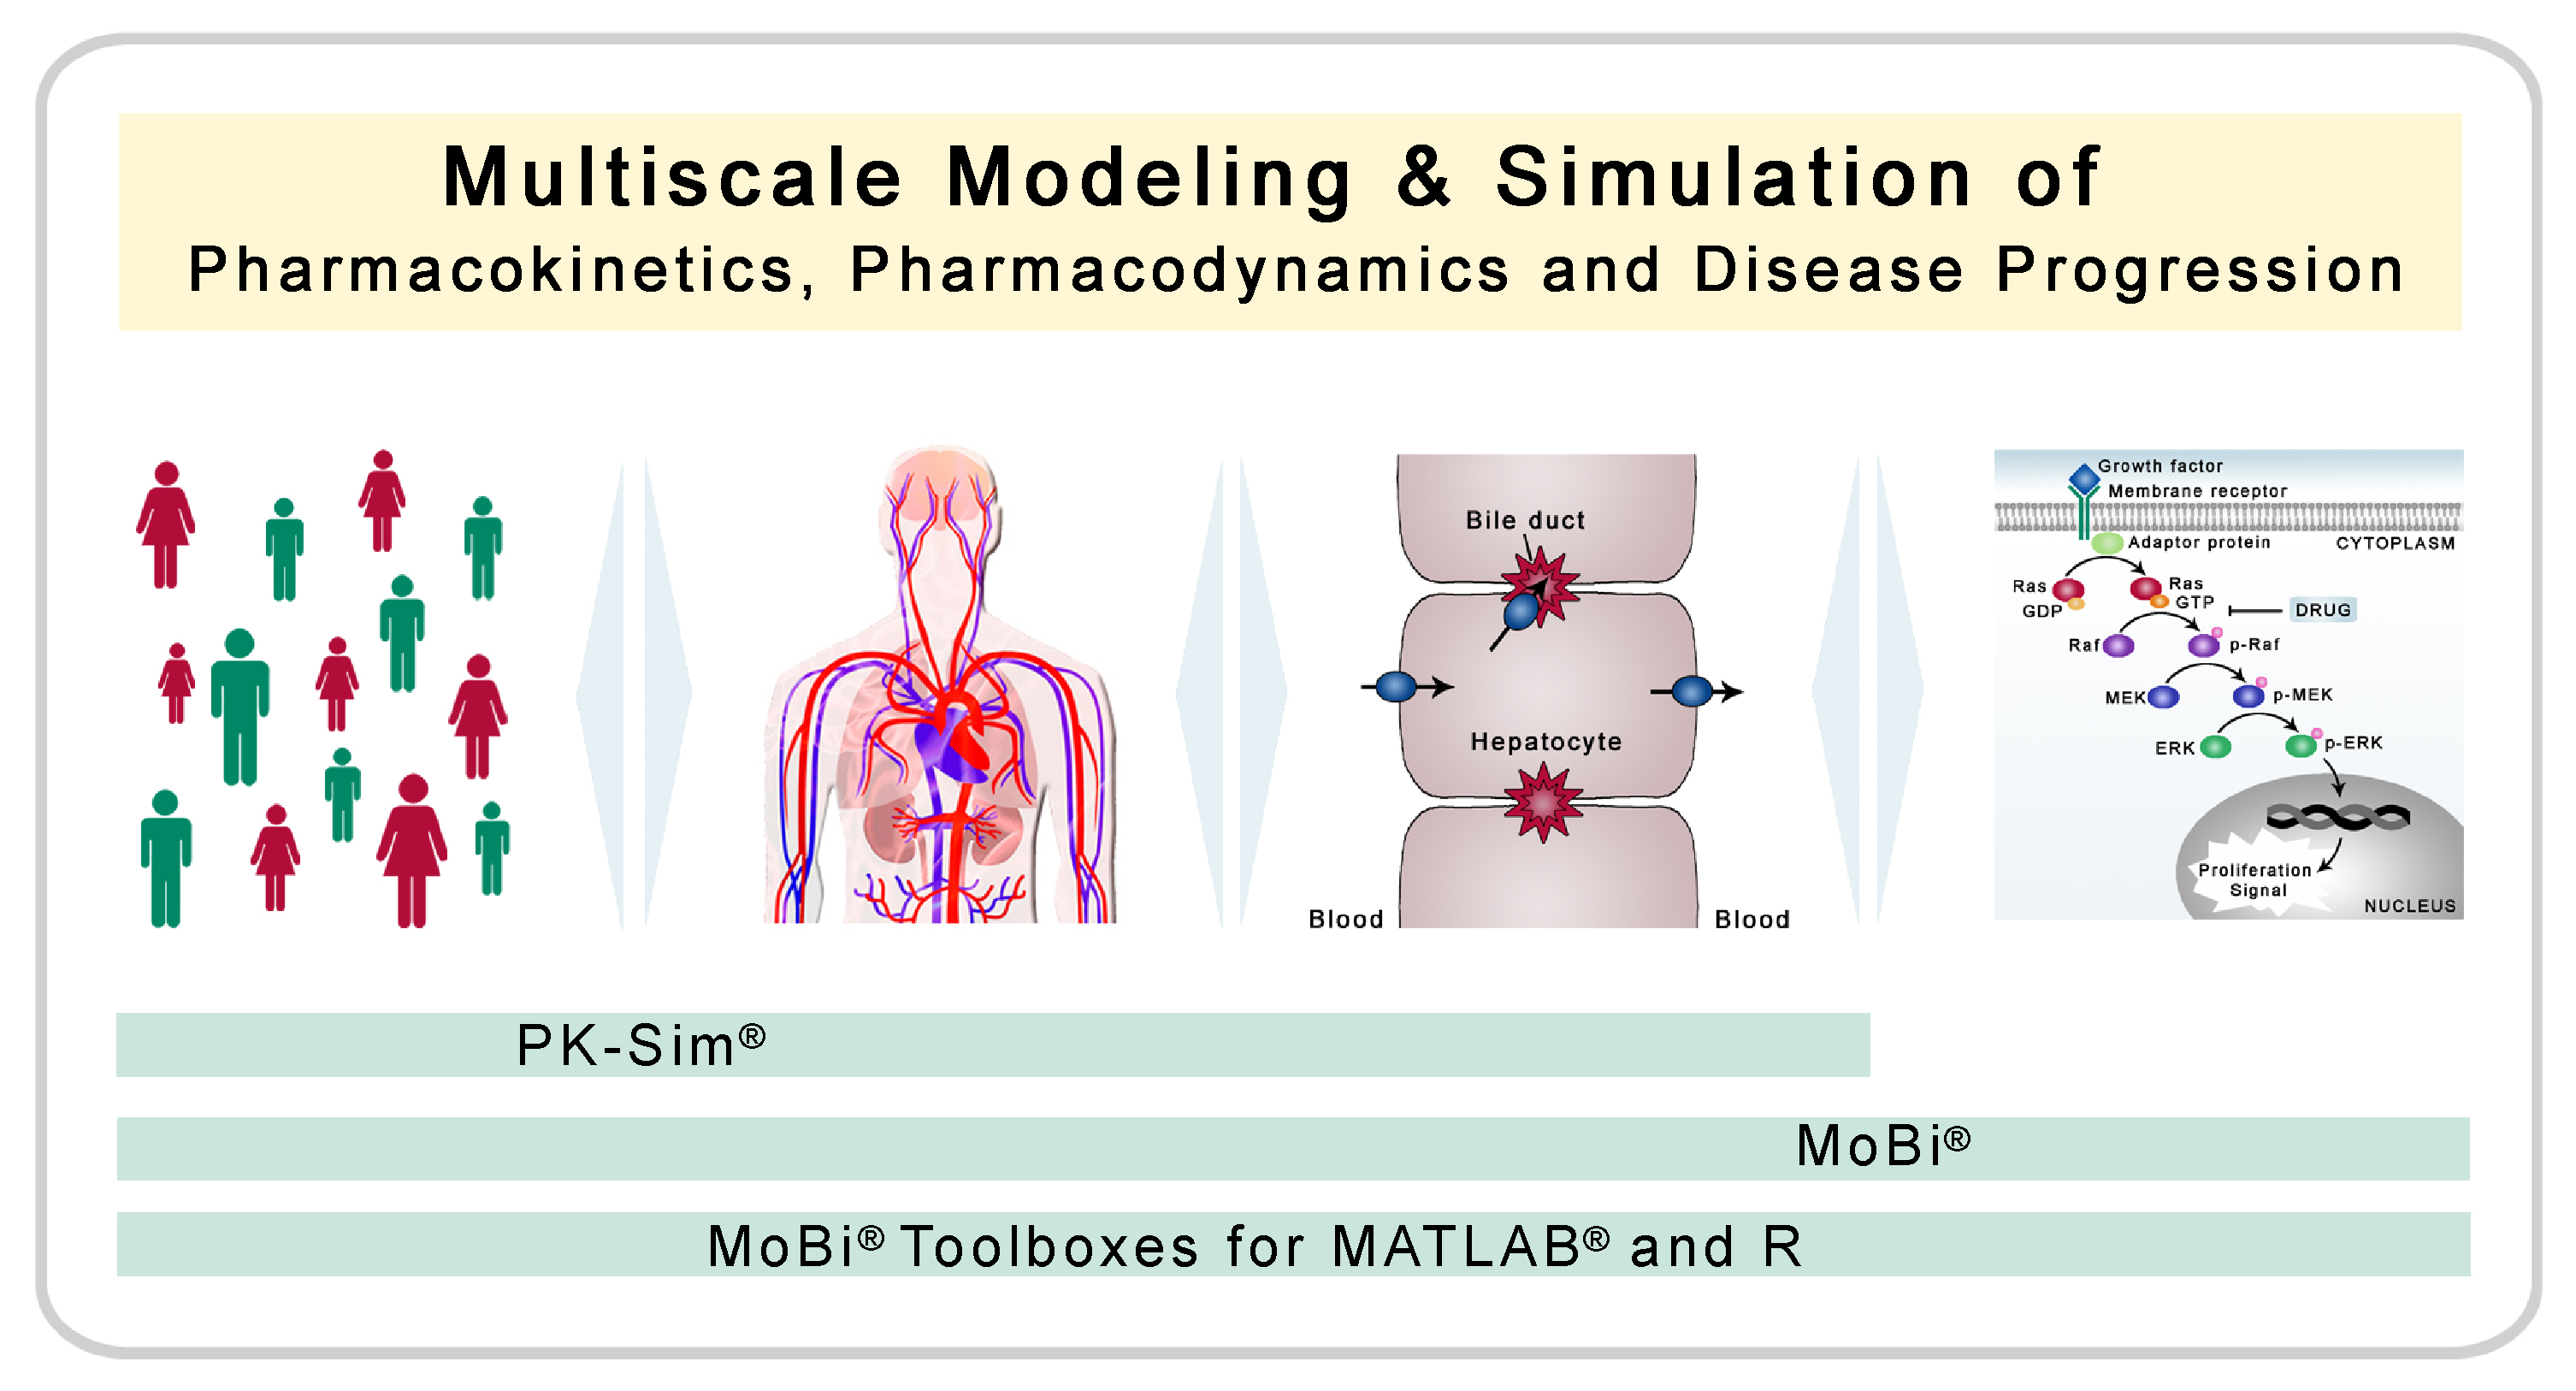 Multiscale Modeling & Simulation of
Pharmacokinetics, Pharmacodynamics and Disease Progression
Bile duct
Hepatocyte
Blood
Blood
Growth factor
Membrane receptor
Adaptor protein
CYTOPLASM
Ras
GDP
Ras
GTP
DRUG
Raf
p-Raf
MEK
p-MEK
ERK
p-ERK
Proliferation
Signal
NUCLEUS
PK-Sim®
MoBi®
MoBi® Toolboxes for MATLAB® and R